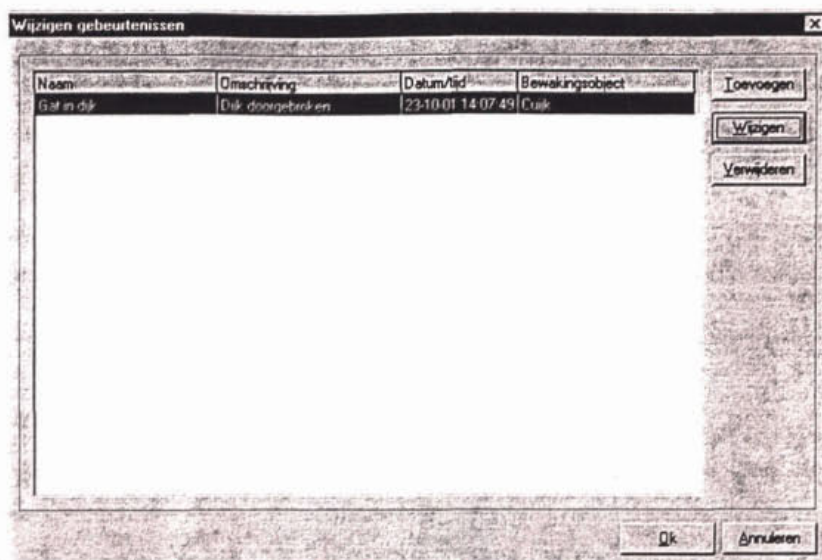 Wijzigen gebeurtenissen
Naam Omschrijving Datum/tijd Bewakingsobject
Gat in dijk Dijk doorgebroken 23-10-01 14:07:49 Cuijk
Toevoegen
Wijzigen
Verwijderen
Ok Annuleren